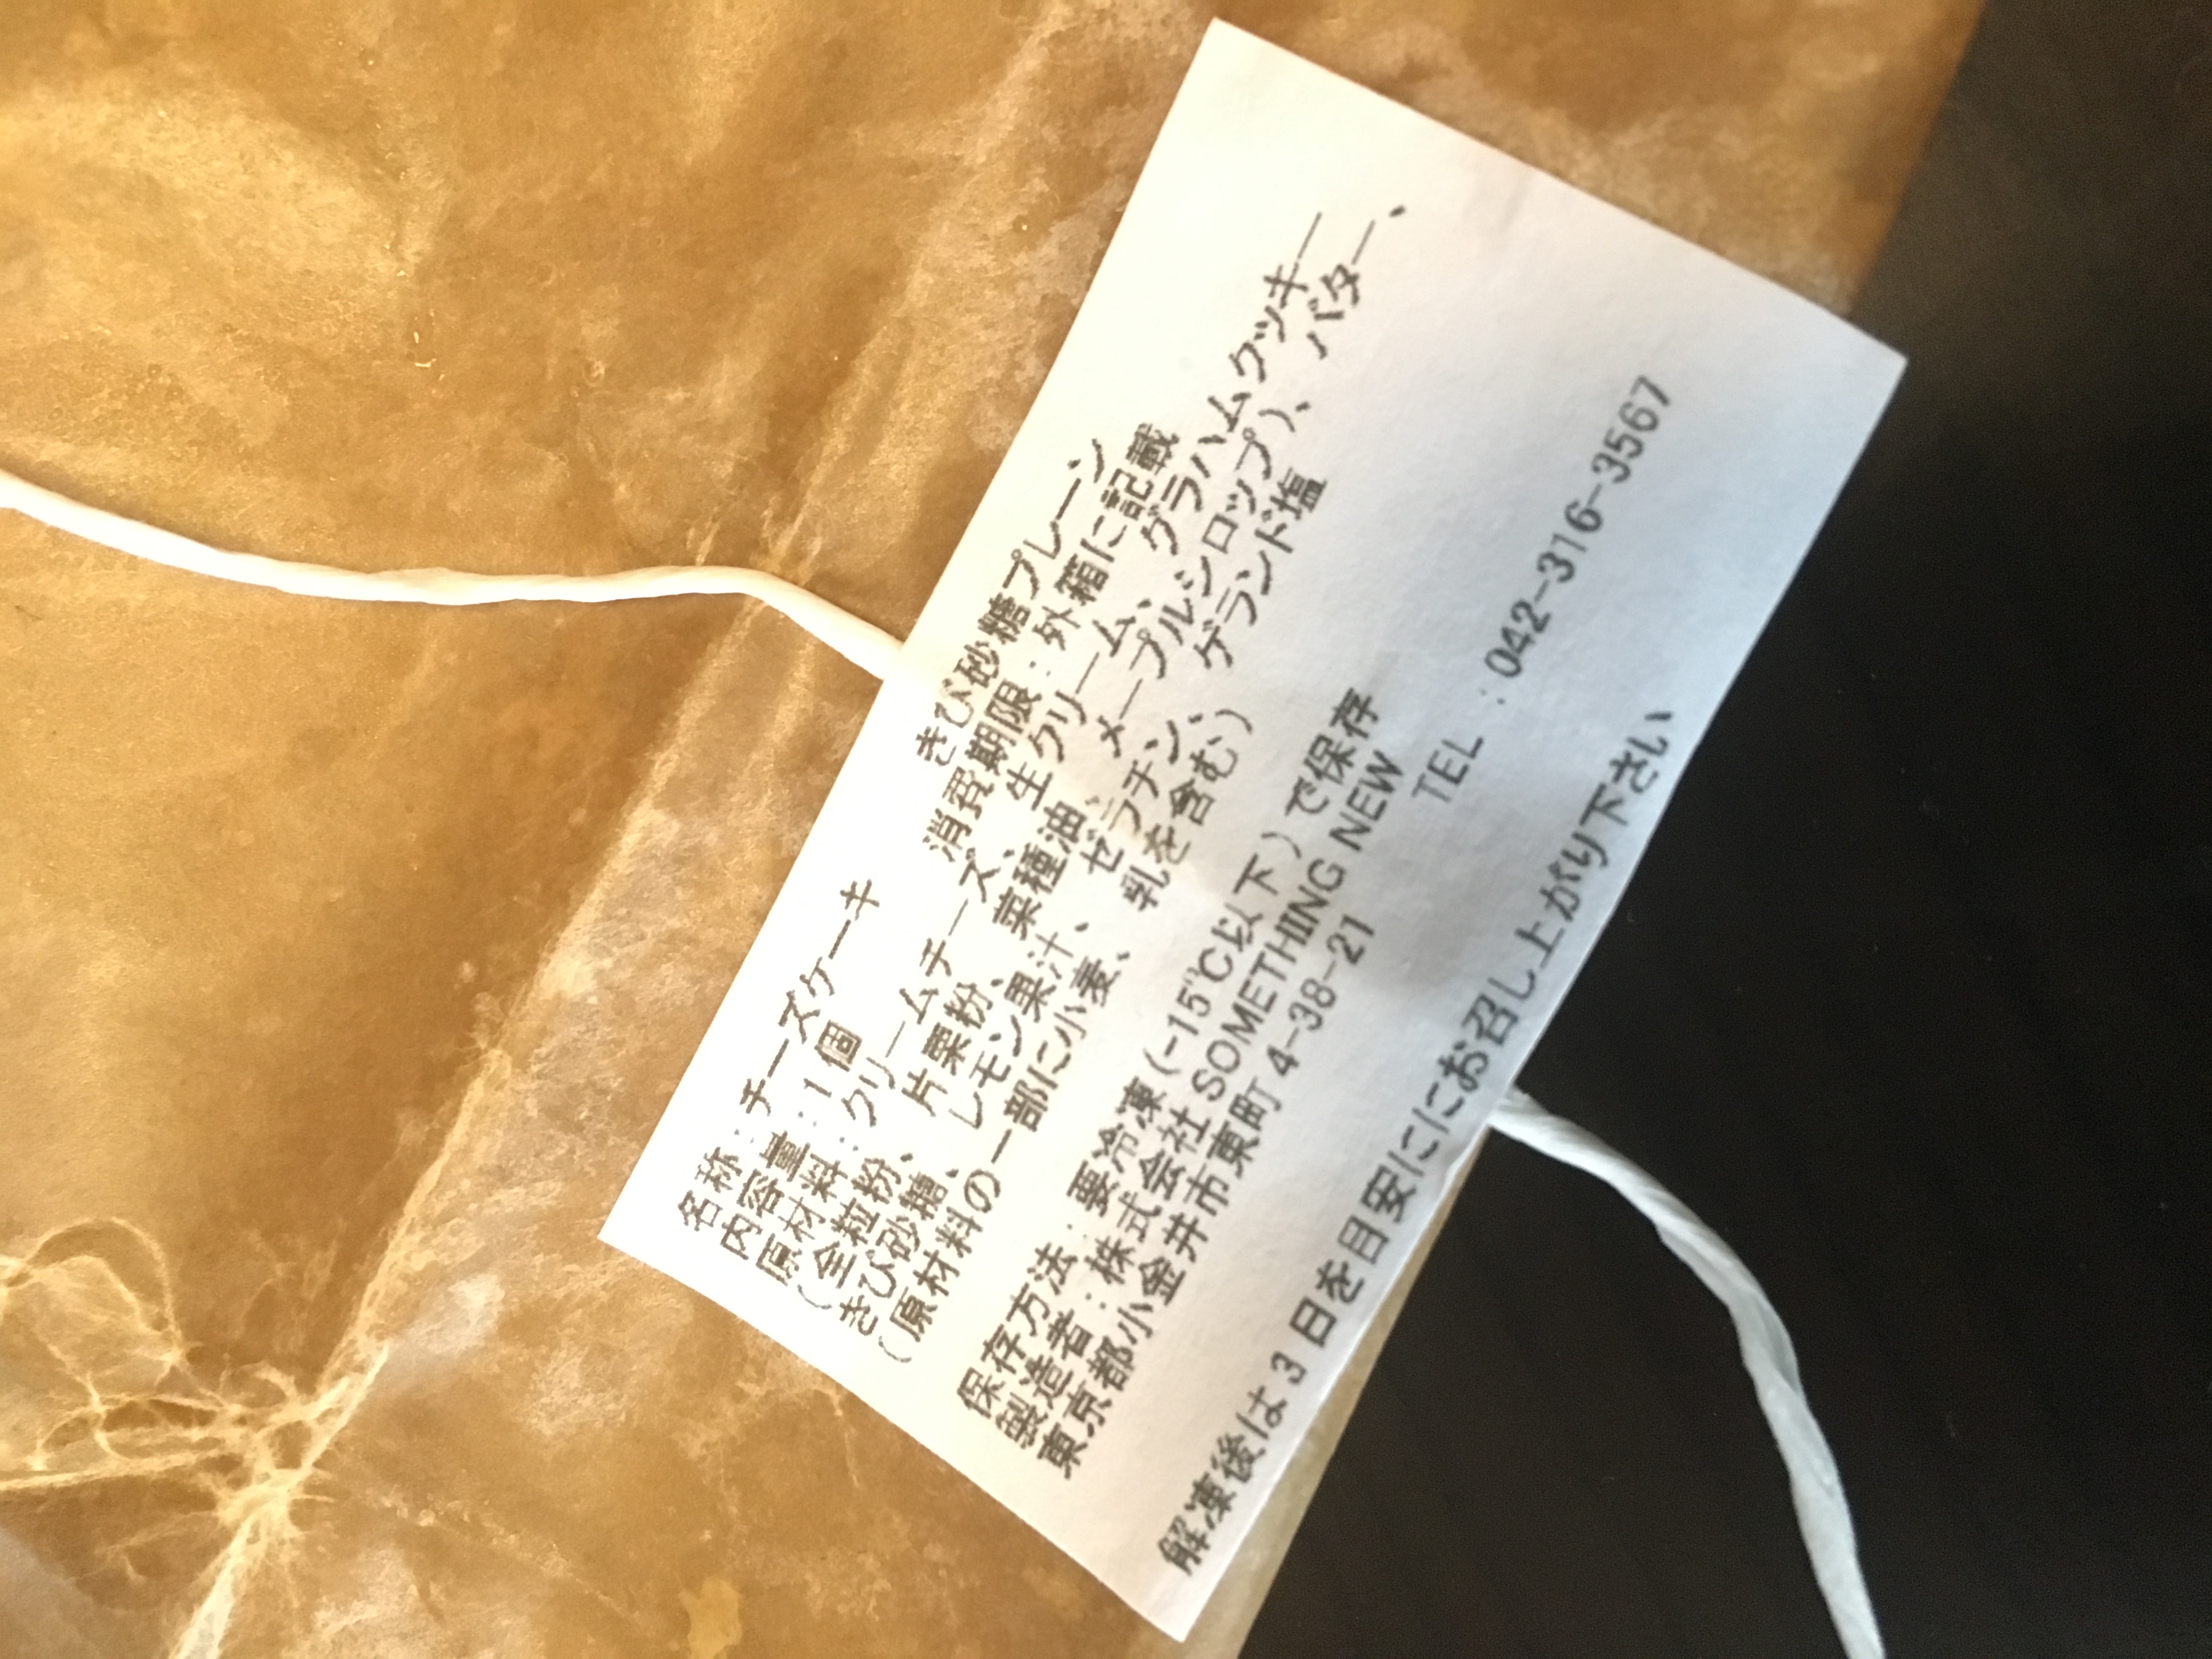 名称：チーズケーキ　　きび砂糖プレーン
内容量：1個　　消費期限：外箱に記載
原材料：クリームチーズ、生クリーム、グラハムクッキー
(全粒粉、片栗粉、菜種油、メープルシロップ)、バター、
きび砂糖、レモン果汁、ゼラチン、ゲランド塩
(原材料の一部に小麦、乳を含む)
保存方法：要冷凍(-15℃以下)で保存
製造者：株式会社 SOMETHING NEW
東京都小金井市東町 4-38-21　TEL：042-316-3567
解凍後は3日を目安ににお召し上がり下さい